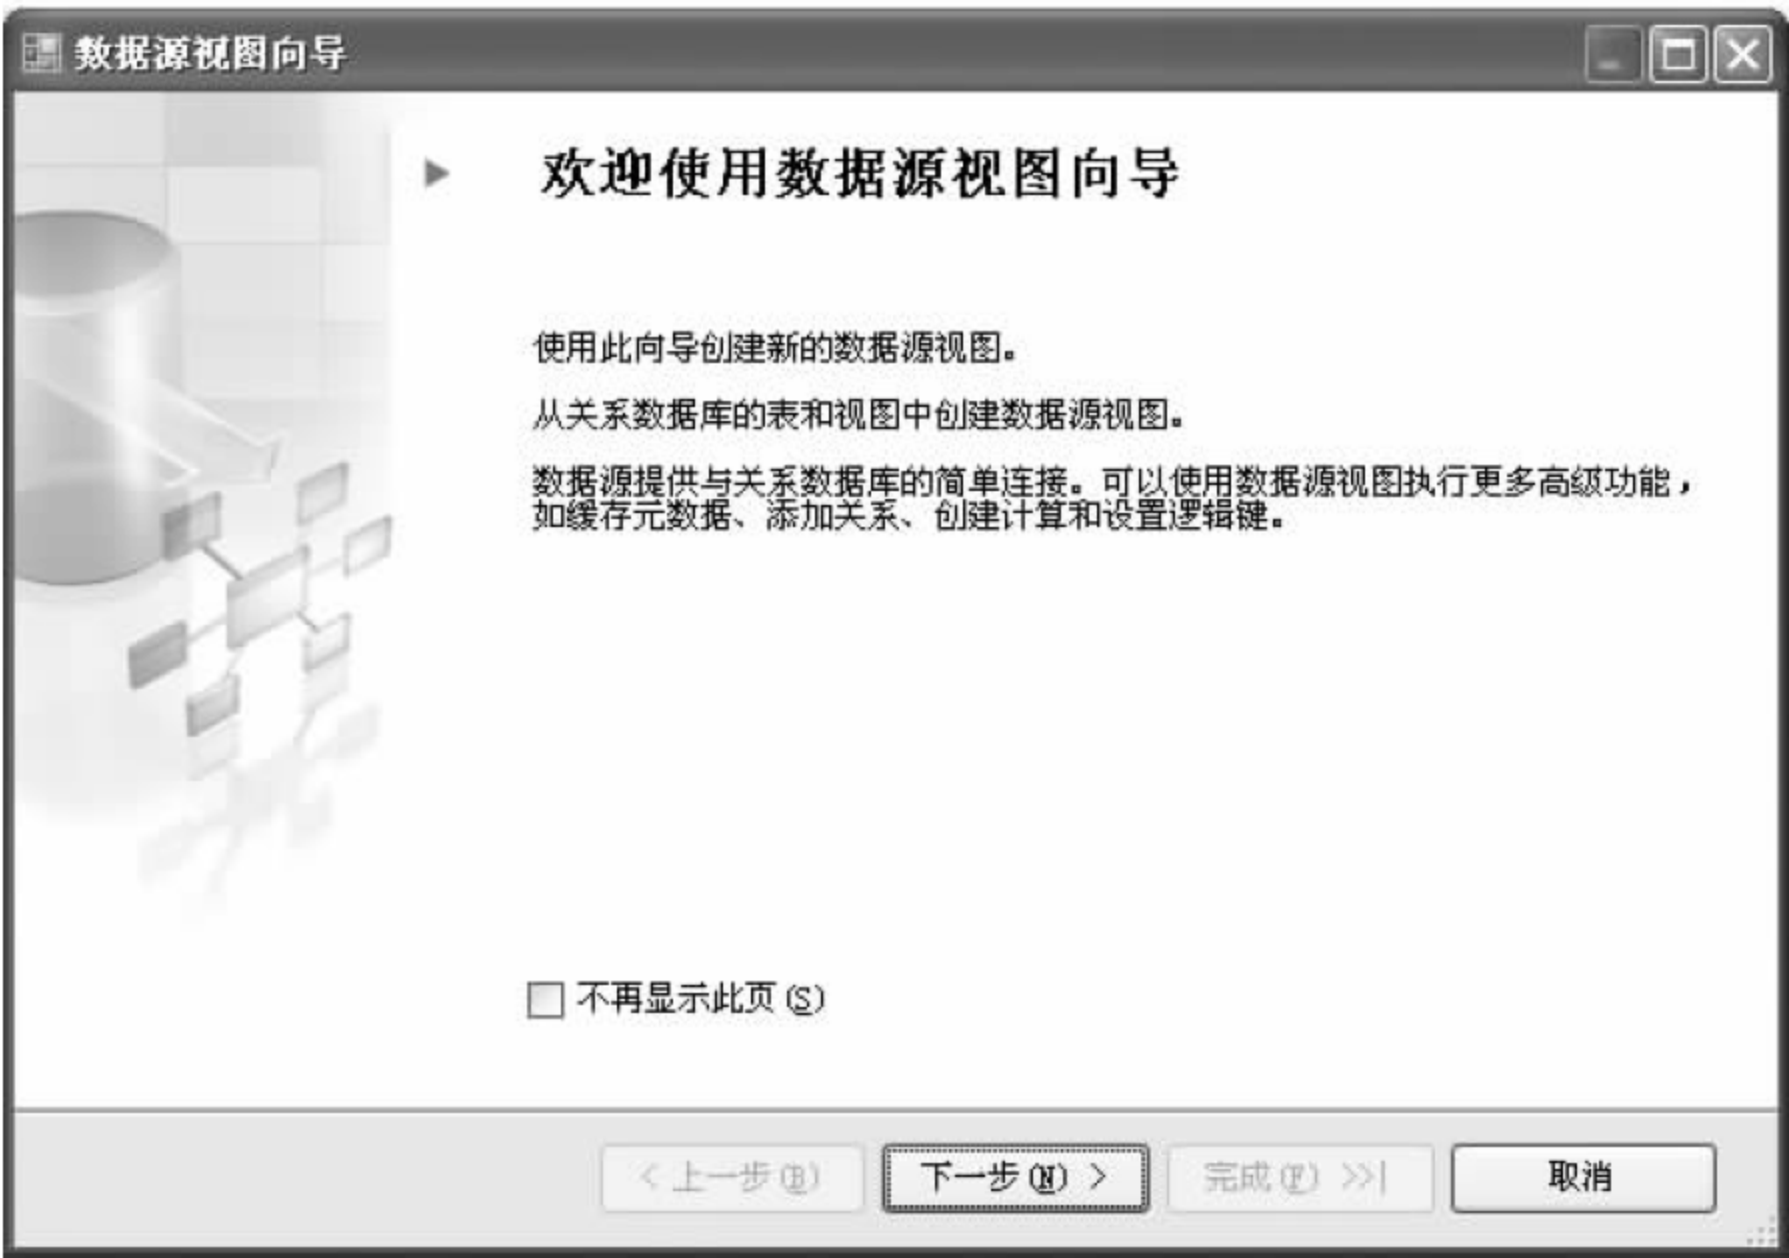 数据源视图向导
欢迎使用数据源视图向导
使用此向导创建新的数据源视图。
从关系数据库的表和视图中创建数据源视图。
数据源提供与关系数据库的简单连接。可以使用数据源视图执行更多高级功能，
如缓存元数据、添加关系、创建计算和设置逻辑键。
不再显示此页(S)
< 上一步(B)
下一步(N) >
完成(F) >>|
取消